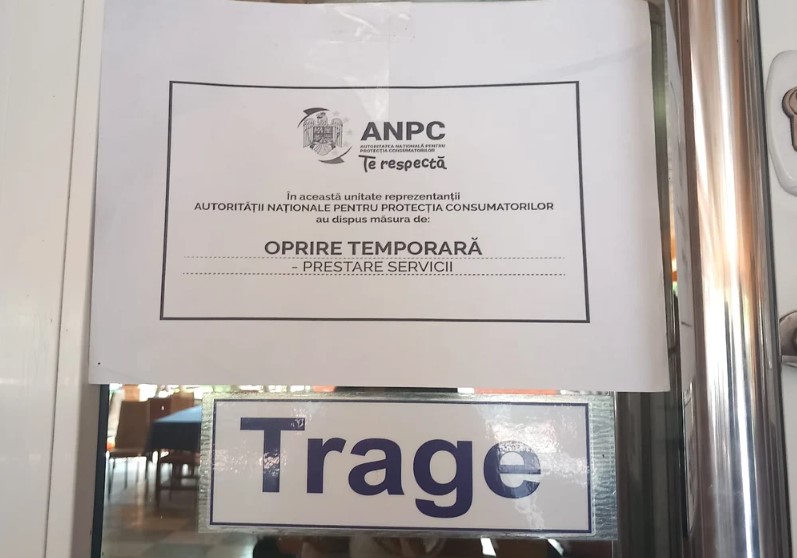 ANPC
AUTORITATEA NAȚIONALĂ PENTRU
PROTECȚIA CONSUMATORILOR
Te respectă
În această unitate reprezentanții
AUTORITĂȚII NAȚIONALE PENTRU PROTECȚIA CONSUMATORILOR
au dispus măsura de:
OPRIRE TEMPORARĂ
- PRESTARE SERVICII
Trage